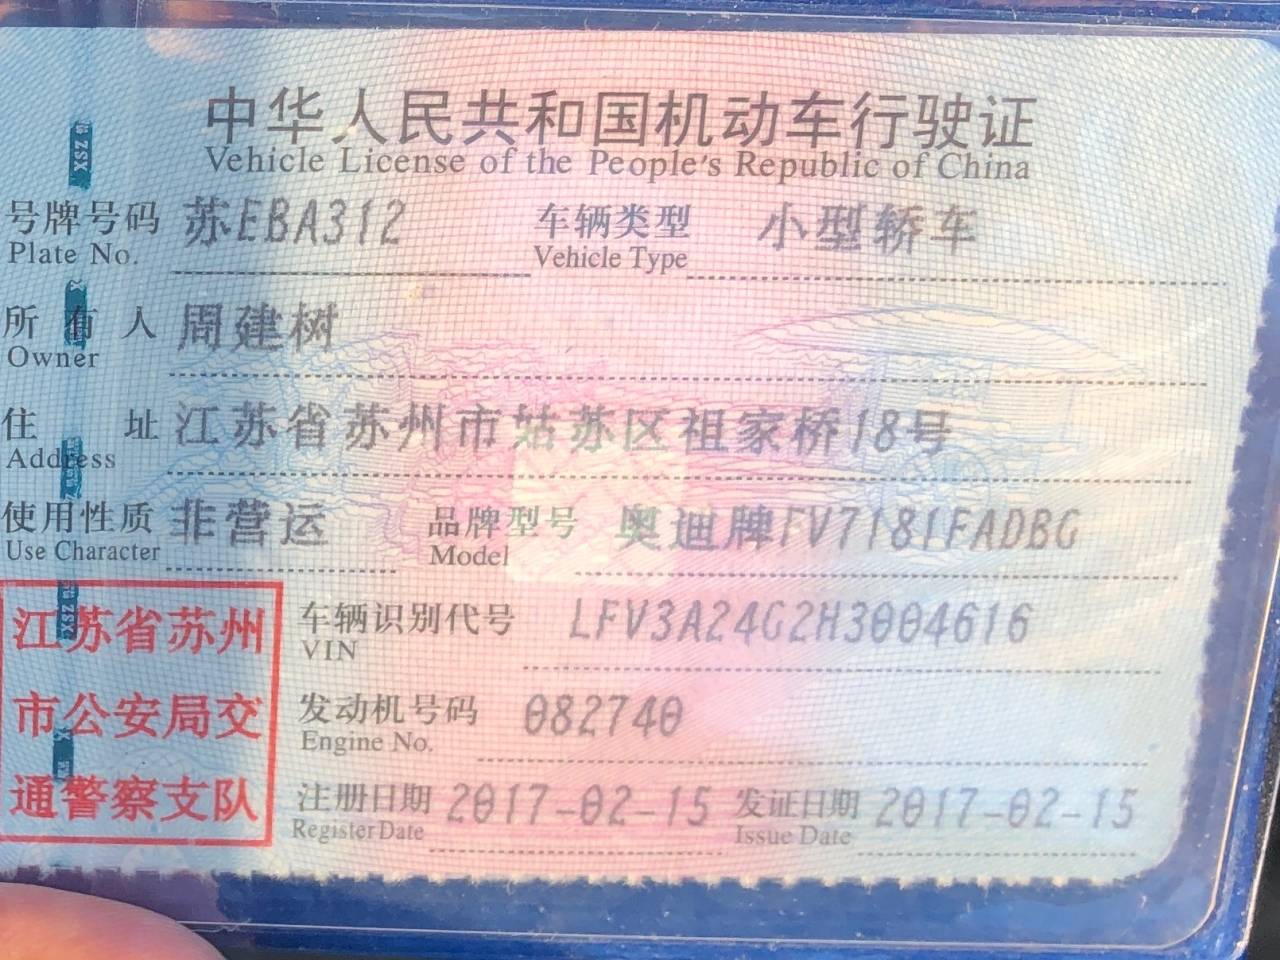 中华人民共和国机动车行驶证
Vehicle License of the People's Republic of China
号牌号码 苏EBA312 车辆类型 小型轿车
Plate No. Vehicle Type
所有人 周建树
Owner
住址 江苏省苏州市姑苏区祖家桥18号
Address
使用性质 非营运 品牌型号 奥迪牌FV7181FADBG
Use Character Model
江苏省苏州
市公安局交
通警察支队
车辆识别代号 LFV3A24G2H3004616
VIN
发动机号码 082740
Engine No.
注册日期 2017-02-15 发证日期 2017-02-15
Register Date Issue Date